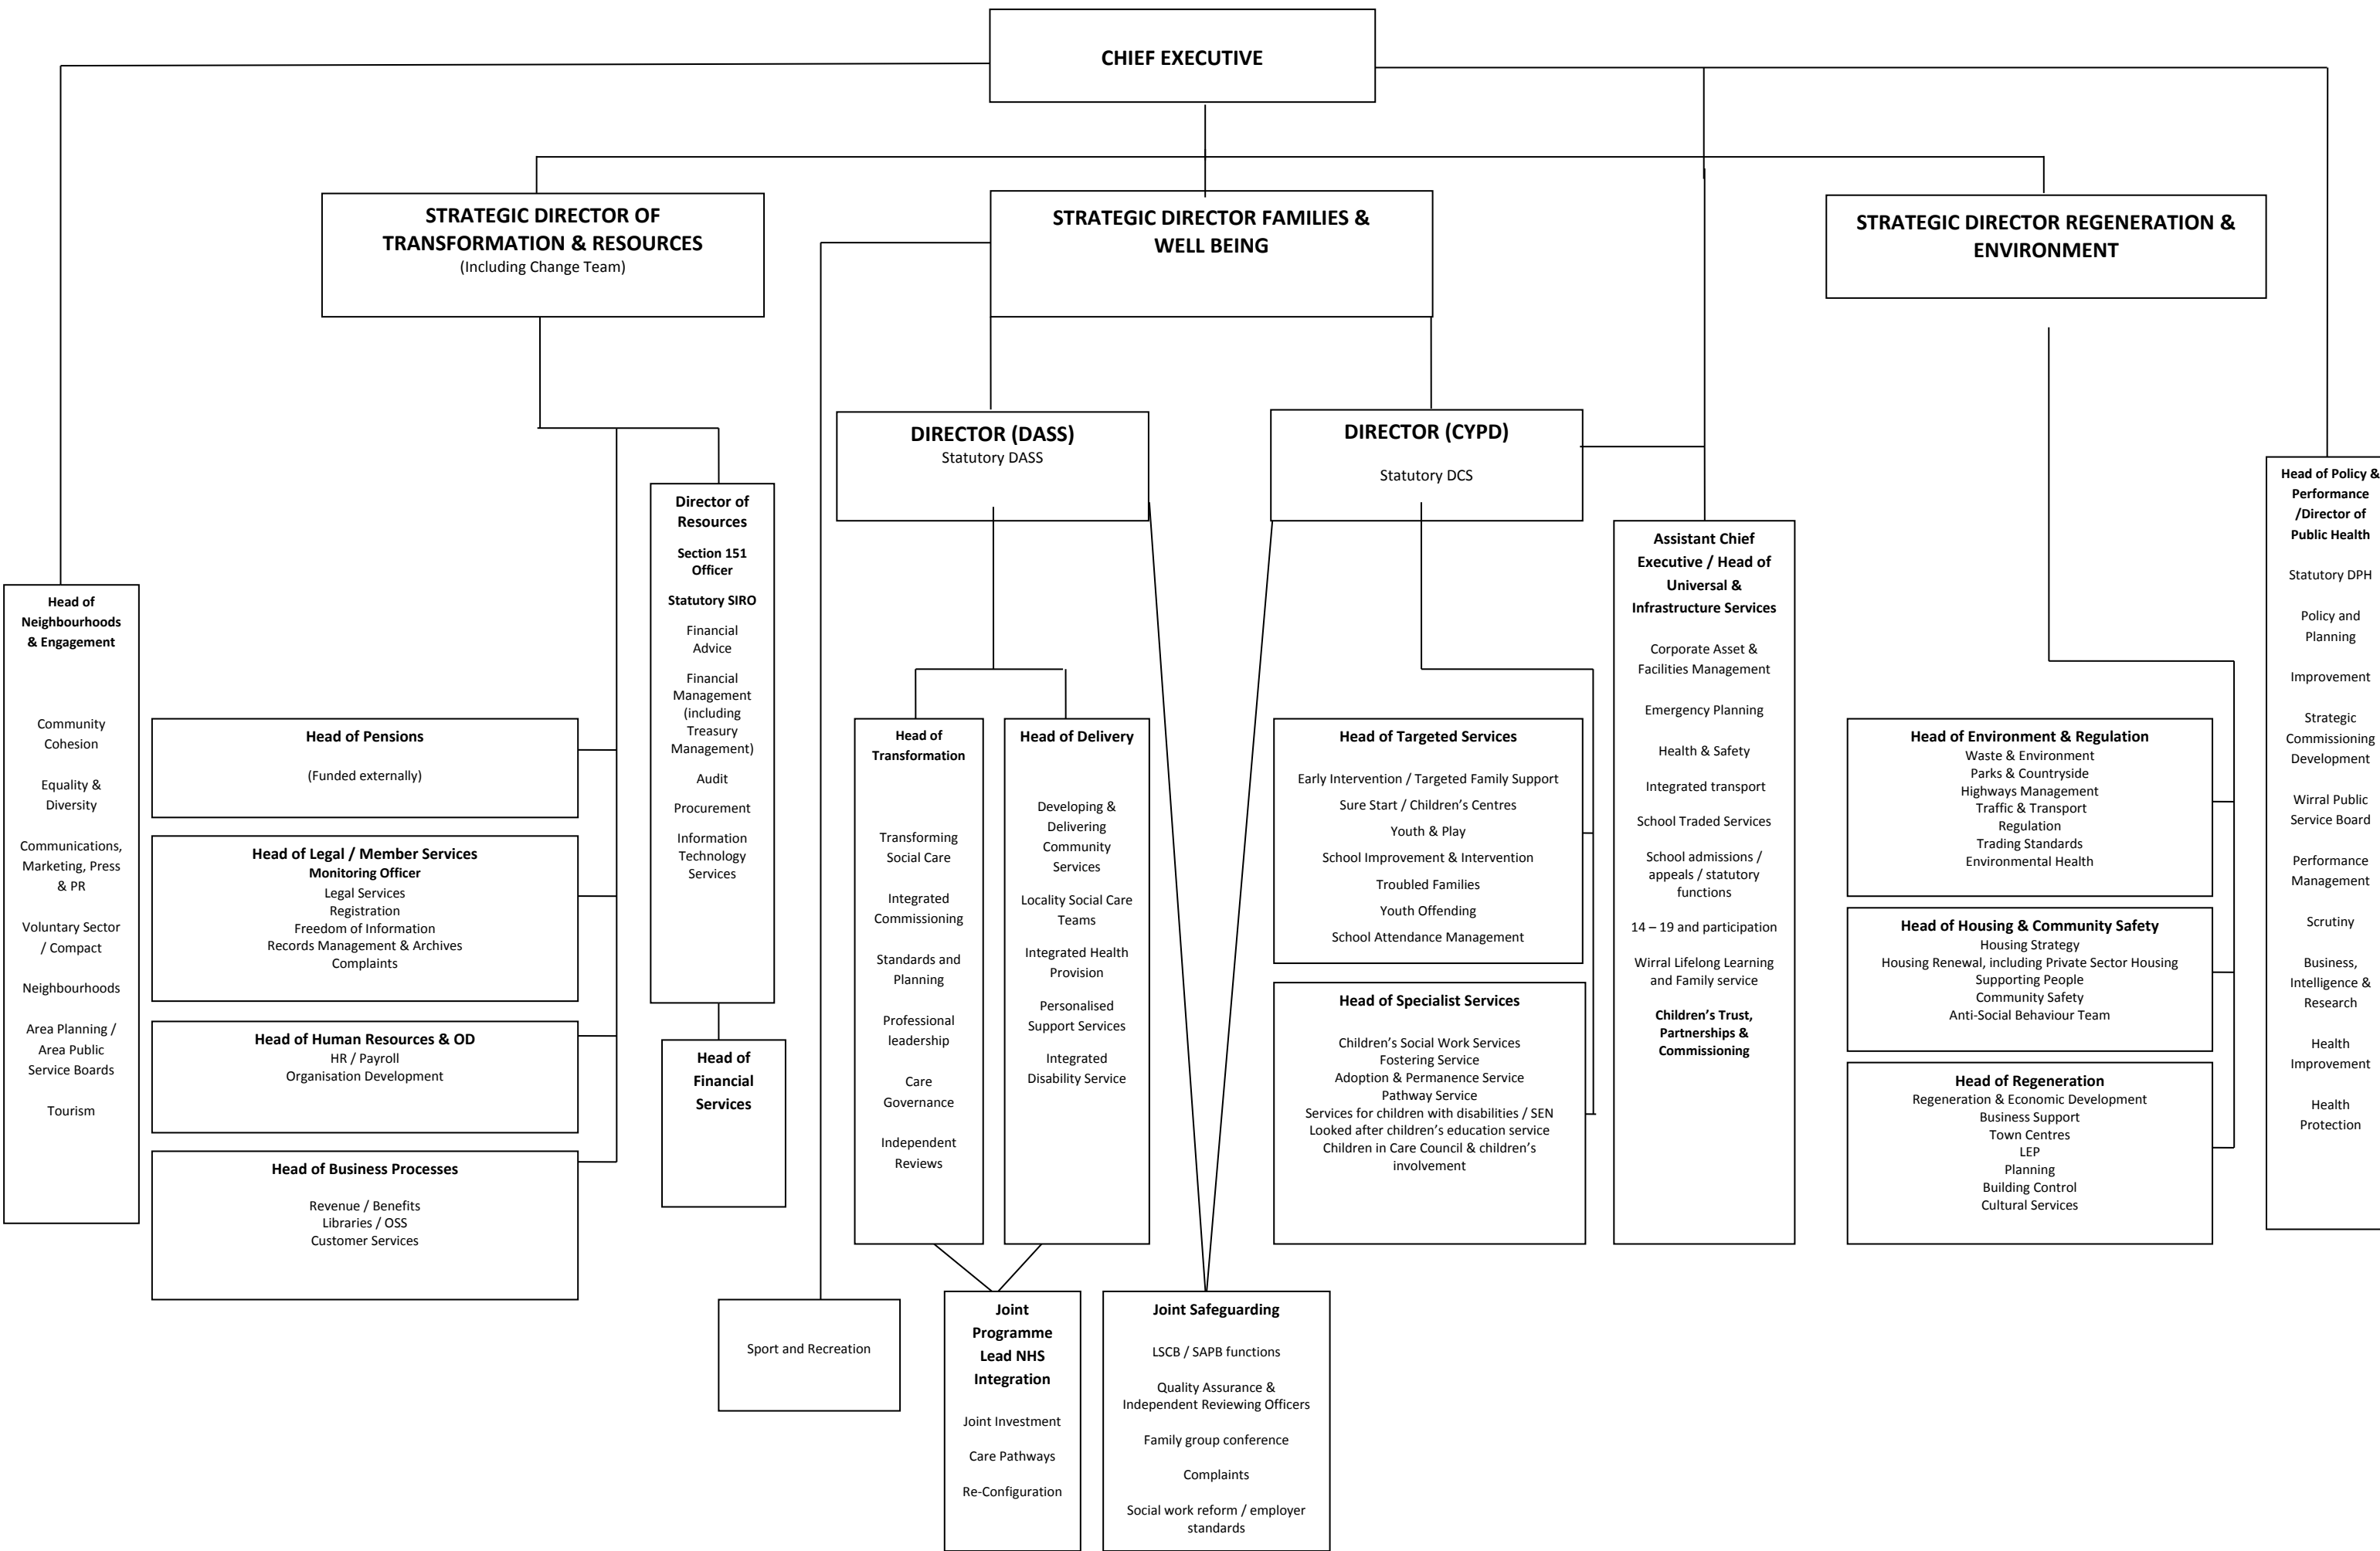 CHIEF EXECUTIVE
STRATEGIC DIRECTOR OF
TRANSFORMATION & RESOURCES
(Including Change Team)
STRATEGIC DIRECTOR FAMILIES &
WELL BEING
STRATEGIC DIRECTOR REGENERATION &
ENVIRONMENT
DIRECTOR (DASS)
Statutory DASS
DIRECTOR (CYPD)
Statutory DCS
Head of
Neighbourhoods
& Engagement
Community
Cohesion
Equality &
Diversity
Communications,
Marketing, Press
& PR
Voluntary Sector
/ Compact
Neighbourhoods
Area Planning /
Area Public
Service Boards
Tourism
Head of Pensions
(Funded externally)
Head of Legal / Member Services
Monitoring Officer
Legal Services
Registration
Freedom of Information
Records Management & Archives
Complaints
Head of Human Resources & OD
HR / Payroll
Organisation Development
Head of Business Processes
Revenue / Benefits
Libraries / OSS
Customer Services
Director of
Resources
Section 151
Officer
Statutory SIRO
Financial
Advice
Financial
Management
(including
Treasury
Management)
Audit
Procurement
Information
Technology
Services
Head of
Financial
Services
Sport and Recreation
Head of
Transformation
Transforming
Social Care
Integrated
Commissioning
Standards and
Planning
Professional
leadership
Care
Governance
Independent
Reviews
Head of Delivery
Developing &
Delivering
Community
Services
Locality Social Care
Teams
Integrated Health
Provision
Personalised
Support Services
Integrated
Disability Service
Joint
Programme
Lead NHS
Integration
Joint Investment
Care Pathways
Re-Configuration
Joint Safeguarding
LSCB / SAPB functions
Quality Assurance &
Independent Reviewing Officers
Family group conference
Complaints
Social work reform / employer
standards
Head of Targeted Services
Early Intervention / Targeted Family Support
Sure Start / Children’s Centres
Youth & Play
School Improvement & Intervention
Troubled Families
Youth Offending
School Attendance Management
Head of Specialist Services
Children’s Social Work Services
Fostering Service
Adoption & Permanence Service
Pathway Service
Services for children with disabilities / SEN
Looked after children’s education service
Children in Care Council & children’s
involvement
Assistant Chief
Executive / Head of
Universal &
Infrastructure Services
Corporate Asset &
Facilities Management
Emergency Planning
Health & Safety
Integrated transport
School Traded Services
School admissions /
appeals / statutory
functions
14 – 19 and participation
Wirral Lifelong Learning
and Family service
Children’s Trust,
Partnerships &
Commissioning
Head of Environment & Regulation
Waste & Environment
Parks & Countryside
Highways Management
Traffic & Transport
Regulation
Trading Standards
Environmental Health
Head of Housing & Community Safety
Housing Strategy
Housing Renewal, including Private Sector Housing
Supporting People
Community Safety
Anti-Social Behaviour Team
Head of Regeneration
Regeneration & Economic Development
Business Support
Town Centres
LEP
Planning
Building Control
Cultural Services
Head of Policy &
Performance
/Director of
Public Health
Statutory DPH
Policy and
Planning
Improvement
Strategic
Commissioning
Development
Wirral Public
Service Board
Performance
Management
Scrutiny
Business,
Intelligence &
Research
Health
Improvement
Health
Protection